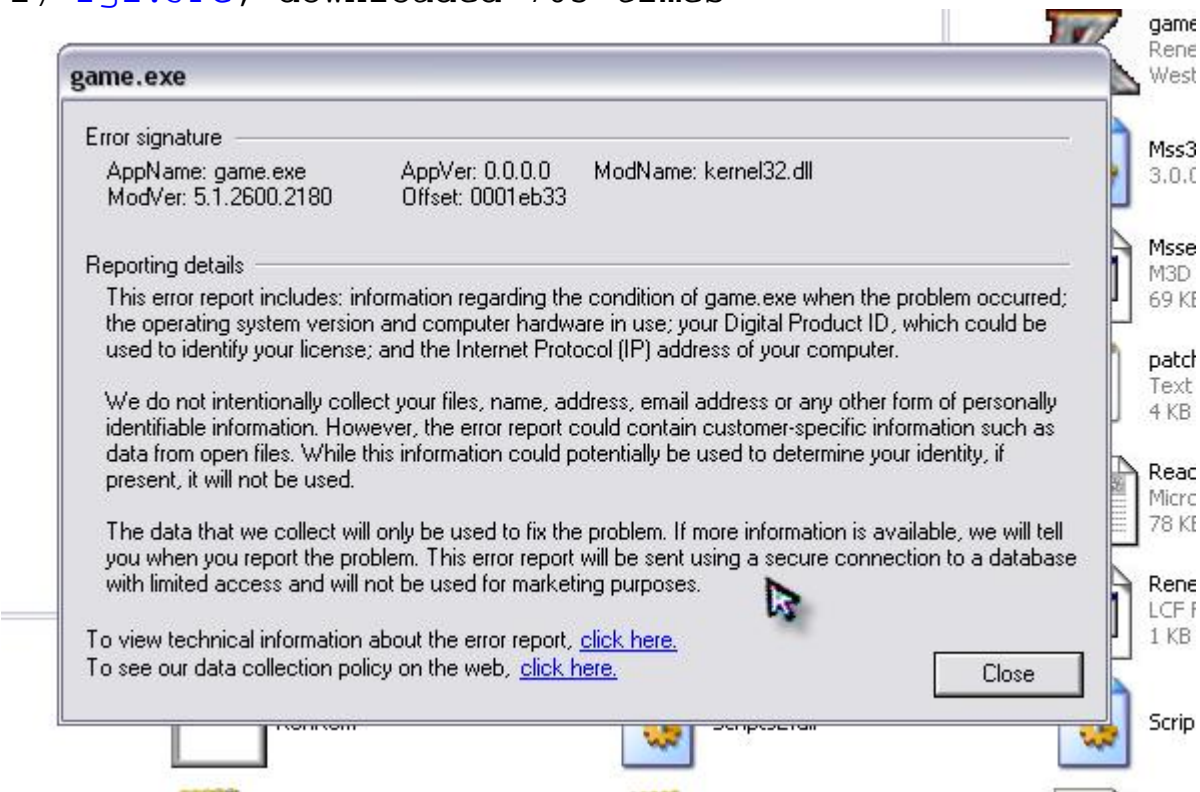 game.exe
Error signature
AppName: game.exe AppVer: 0.0.0.0 ModName: kernel32.dll
ModVer: 5.1.2600.2180 Offset: 0001eb33
Reporting details
This error report includes: information regarding the condition of game.exe when the problem occurred;
the operating system version and computer hardware in use; your Digital Product ID, which could be
used to identify your license; and the Internet Protocol (IP) address of your computer.
We do not intentionally collect your files, name, address, email address or any other form of personally
identifiable information. However, the error report could contain customer-specific information such as
data from open files. While this information could potentially be used to determine your identity, if
present, it will not be used.
The data that we collect will only be used to fix the problem. If more information is available, we will tell
you when you report the problem. This error report will be sent using a secure connection to a database
with limited access and will not be used for marketing purposes.
To view technical information about the error report, click here.
To see our data collection policy on the web, click here.
Close
game
Rene
West
Mss3
3.0.0
Msse
M3D
69 KB
patch
Text
4 KB
Read
Micro
78 KB
Rene
LCF F
1 KB
Scrip